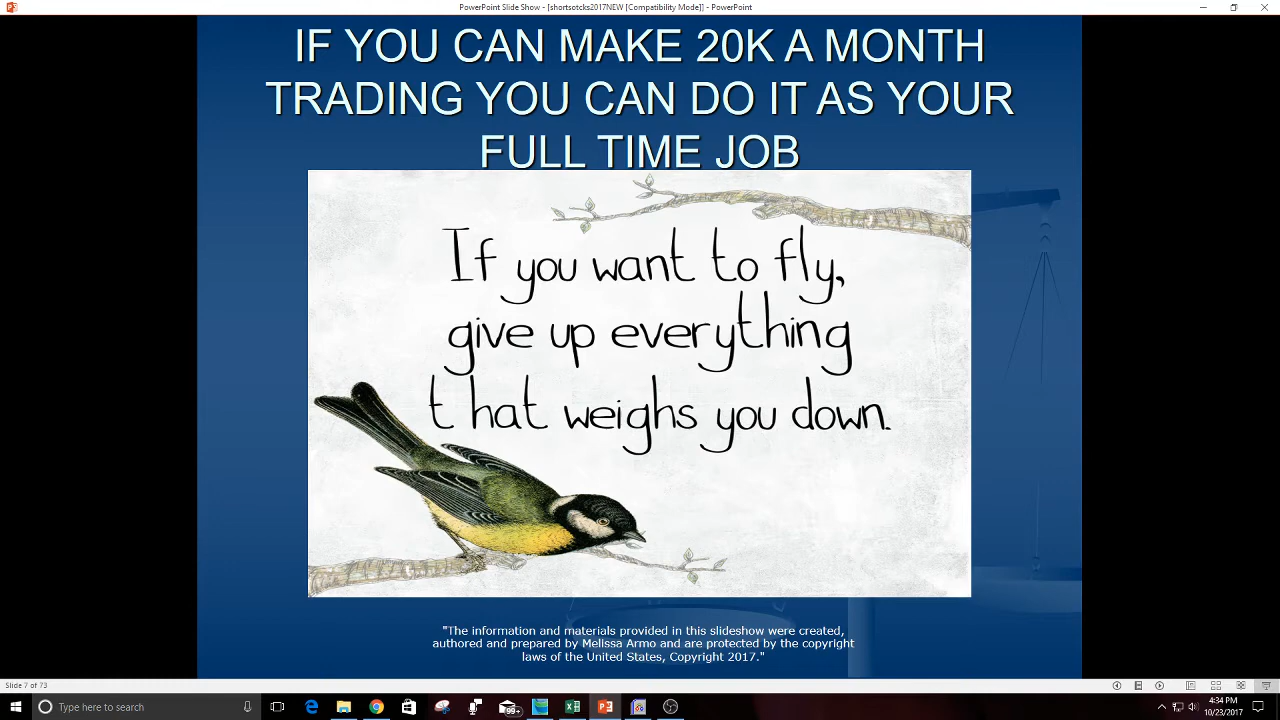 PowerPoint Slide Show - [shortsotcks2017NEW [Compatibility Mode]] - PowerPoint
IF YOU CAN MAKE 20K A MONTH
TRADING YOU CAN DO IT AS YOUR
FULL TIME JOB
If you want to fly,
give up everything
that weighs you down.
"The information and materials provided in this slideshow were created,
authored and prepared by Melissa Armo and are protected by the copyright
laws of the United States, Copyright 2017."
Slide 7 of 73
Type here to search
99+
4:34 PM
10/23/2017